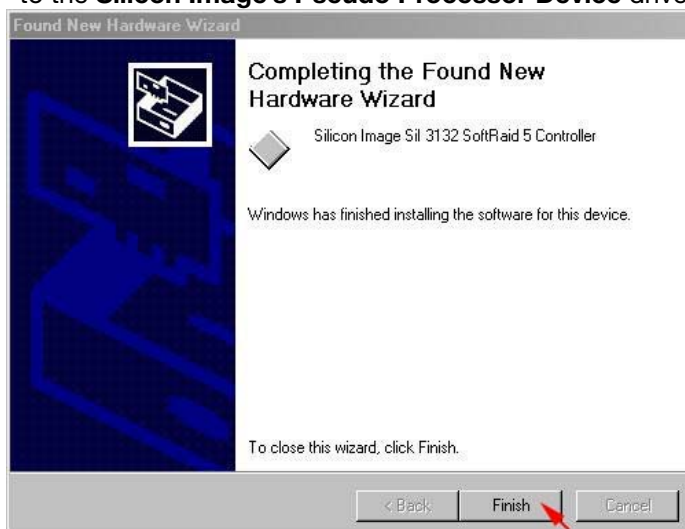 to the Silicon Image's Pseudo Processor Device drive
Found New Hardware Wizard
Completing the Found New
Hardware Wizard
Silicon Image SiI 3132 SoftRaid 5 Controller
Windows has finished installing the software for this device.
To close this wizard, click Finish.
< Back Finish Cancel